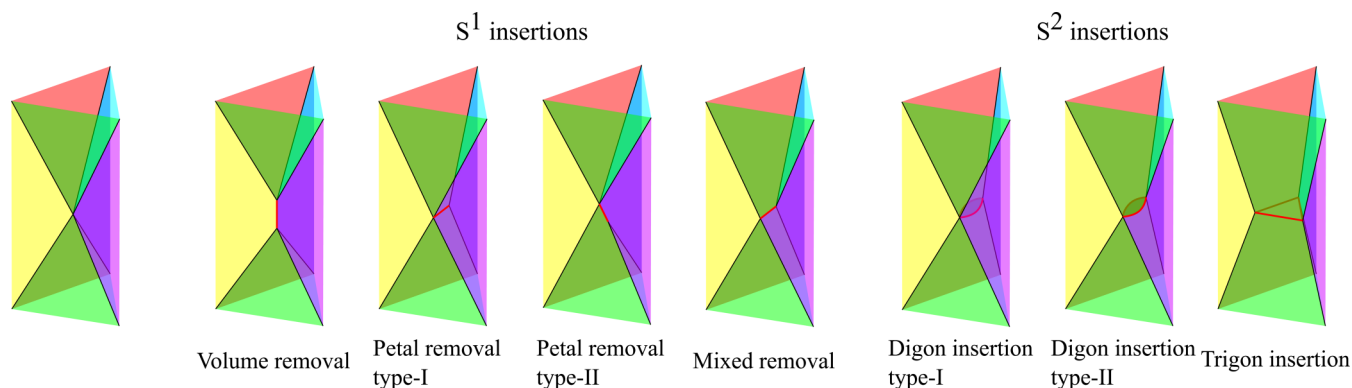 S¹ insertions
S² insertions
Volume removal
Petal removal
type-I
Petal removal
type-II
Mixed removal
Digon insertion
type-I
Digon insertion
type-II
Trigon insertion